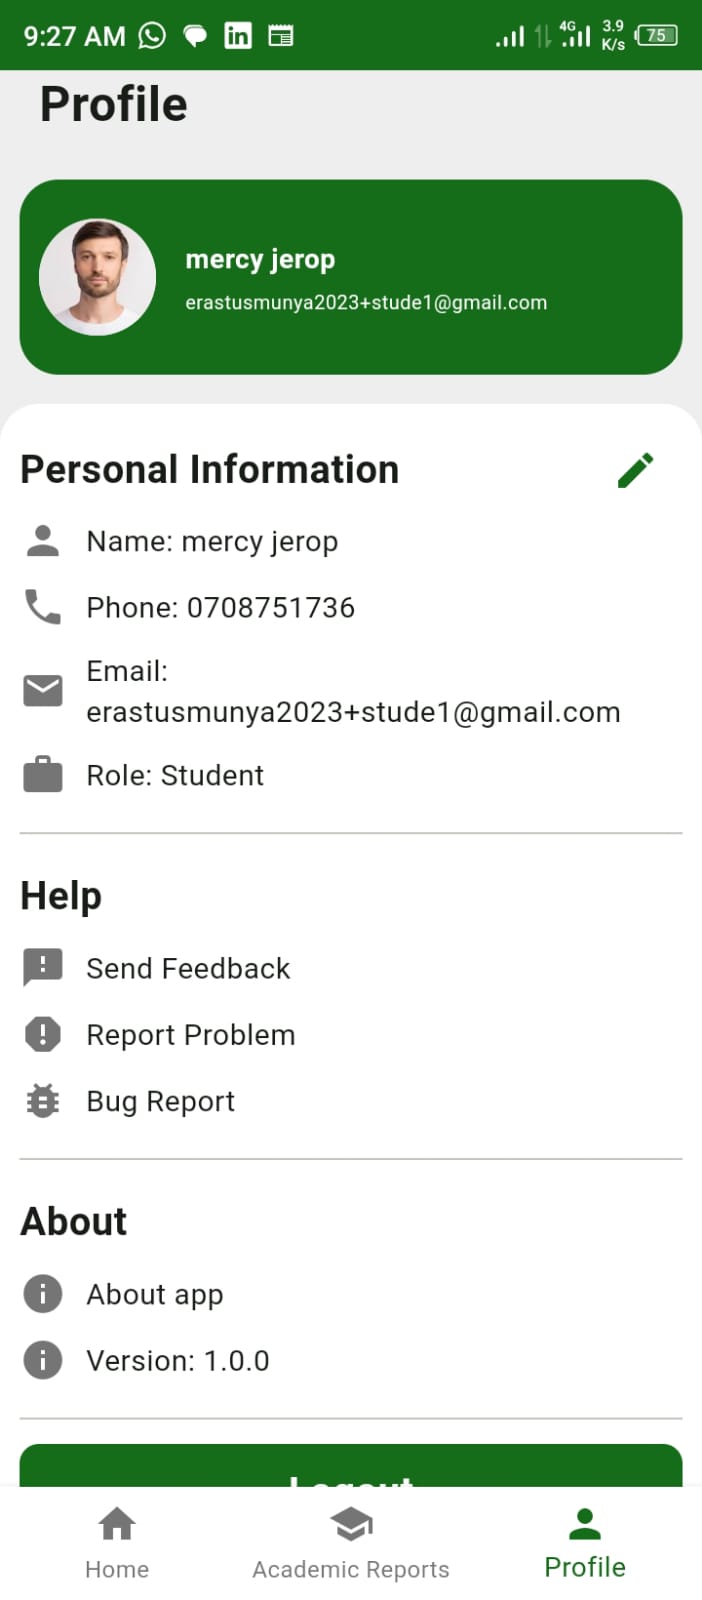 9:27 AM in 4G 3.9 K/s 75
Profile
mercy jerop
erastusmunya2023+stude1@gmail.com
Personal Information
Name: mercy jerop
Phone: 0708751736
Email:
erastusmunya2023+stude1@gmail.com
Role: Student
Help
Send Feedback
Report Problem
Bug Report
About
About app
Version: 1.0.0
Logout
Home Academic Reports Profile